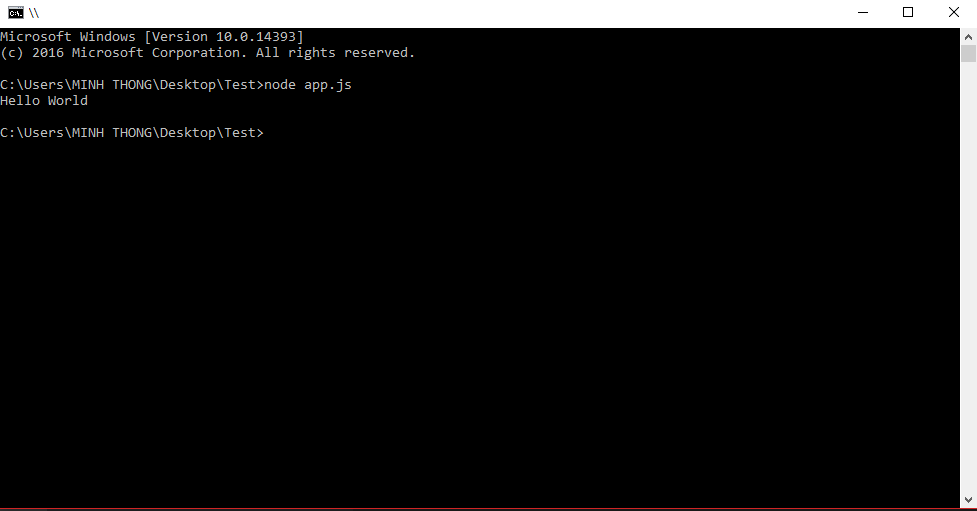 \\
Microsoft Windows [Version 10.0.14393]
(c) 2016 Microsoft Corporation. All rights reserved.
C:\Users\MINH THONG\Desktop\Test>node app.js
Hello World
C:\Users\MINH THONG\Desktop\Test>